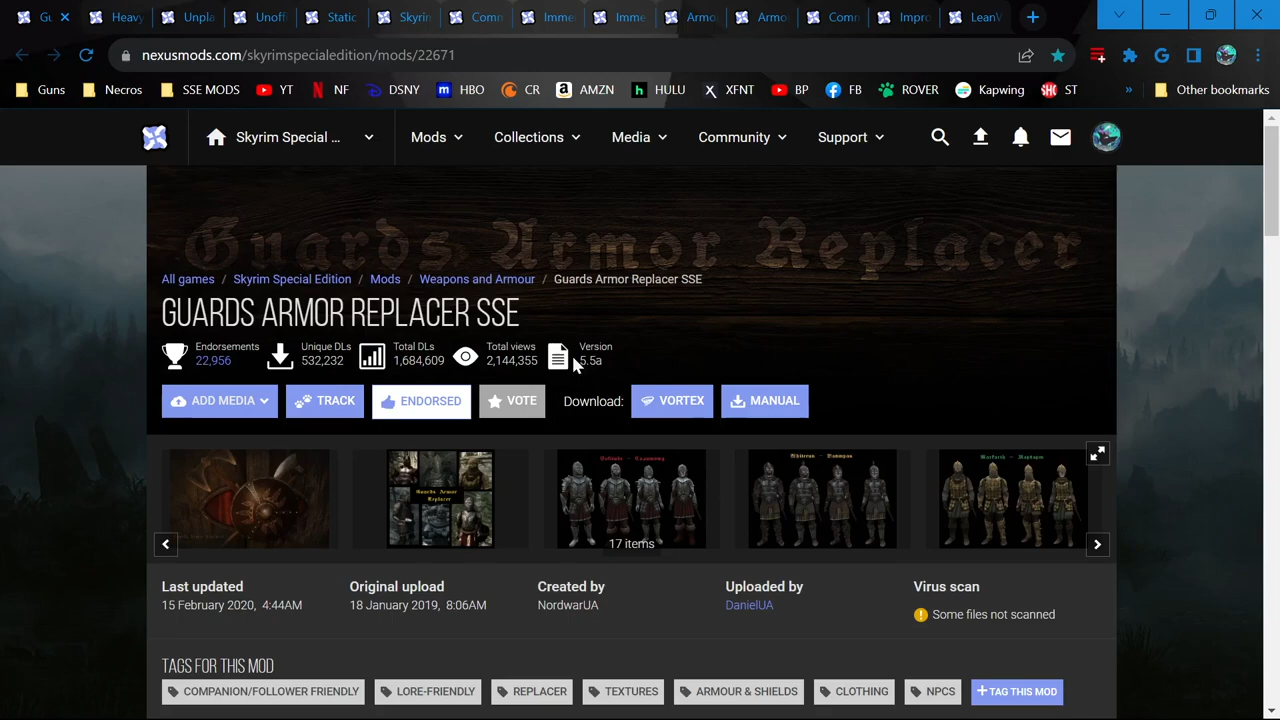 Gu
Heavy
Unpla
Unoff
Static
Skyrin
Comn
Imme
Imme
Armo
Armo
Comn
Impro
LeanV
nexusmods.com/skyrimspecialedition/mods/22671
Guns
Necros
SSE MODS
YT
NF
DSNY
m HBO
CR
a AMZN
h HULU
X XFNT
BP
FB
ROVER
Kapwing
SHC ST
»
Other bookmarks
Skyrim Special ...
Mods
Collections
Media
Community
Support
Guards Armor Replacer
All games / Skyrim Special Edition / Mods / Weapons and Armour / Guards Armor Replacer SSE
GUARDS ARMOR REPLACER SSE
Endorsements
22,956
Unique DLs
532,232
Total DLs
1,684,609
Total views
2,144,355
Version
5.5a
ADD MEDIA
TRACK
ENDORSED
VOTE
Download:
VORTEX
MANUAL
Guards Armor
Replacer
17 items
Last updated
15 February 2020, 4:44AM
Original upload
18 January 2019, 8:06AM
Created by
NordwarUA
Uploaded by
DanielUA
Virus scan
Some files not scanned
TAGS FOR THIS MOD
COMPANION/FOLLOWER FRIENDLY
LORE-FRIENDLY
REPLACER
TEXTURES
ARMOUR & SHIELDS
CLOTHING
NPCS
+TAG THIS MOD